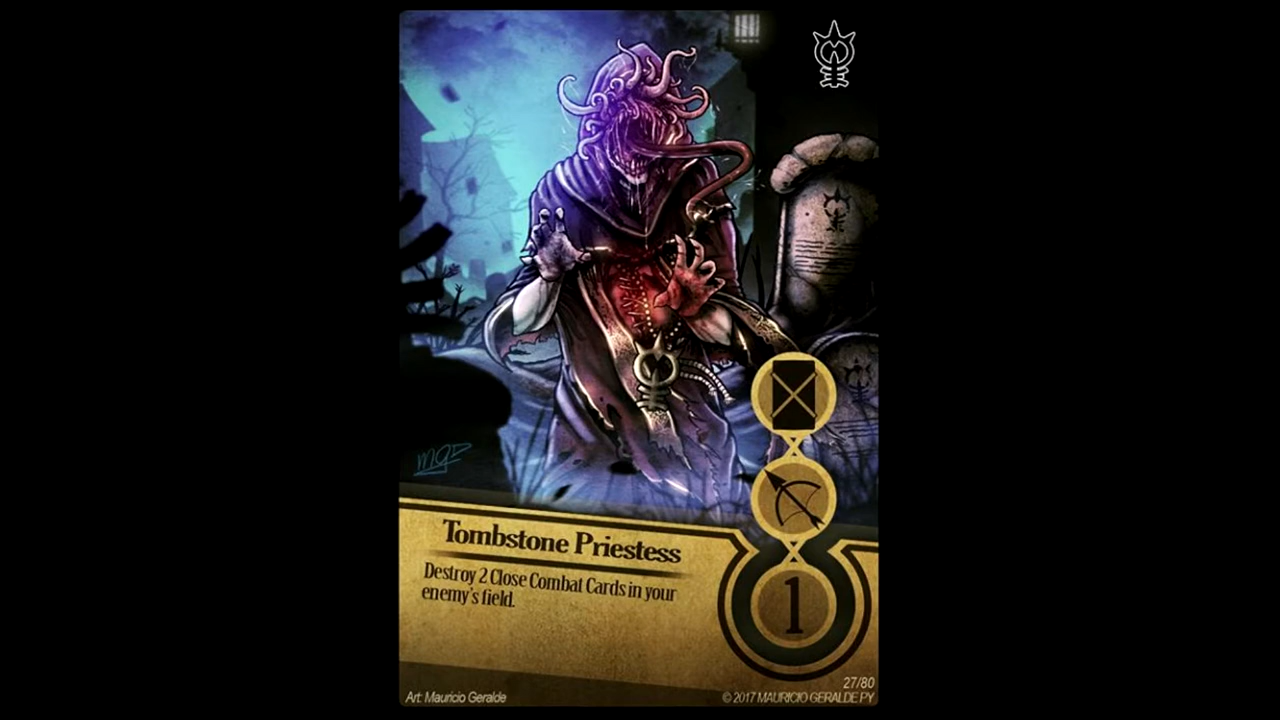 mgp
Tombstone Priestess
Destroy 2 Close Combat Cards in your
enemy's field.
1
27/80
Art: Mauricio Geralde
© 2017 MAURICIO GERALDE PY